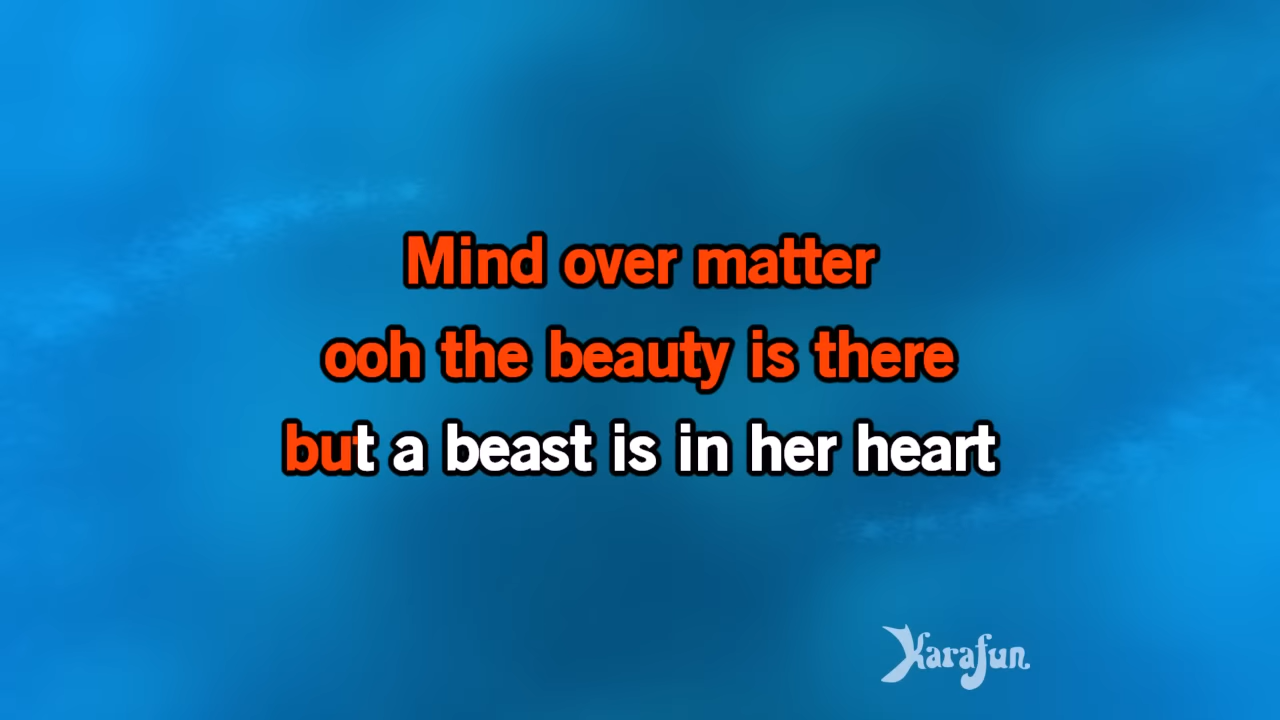 Mind over matter
ooh the beauty is there
but a beast is in her heart
Karafun